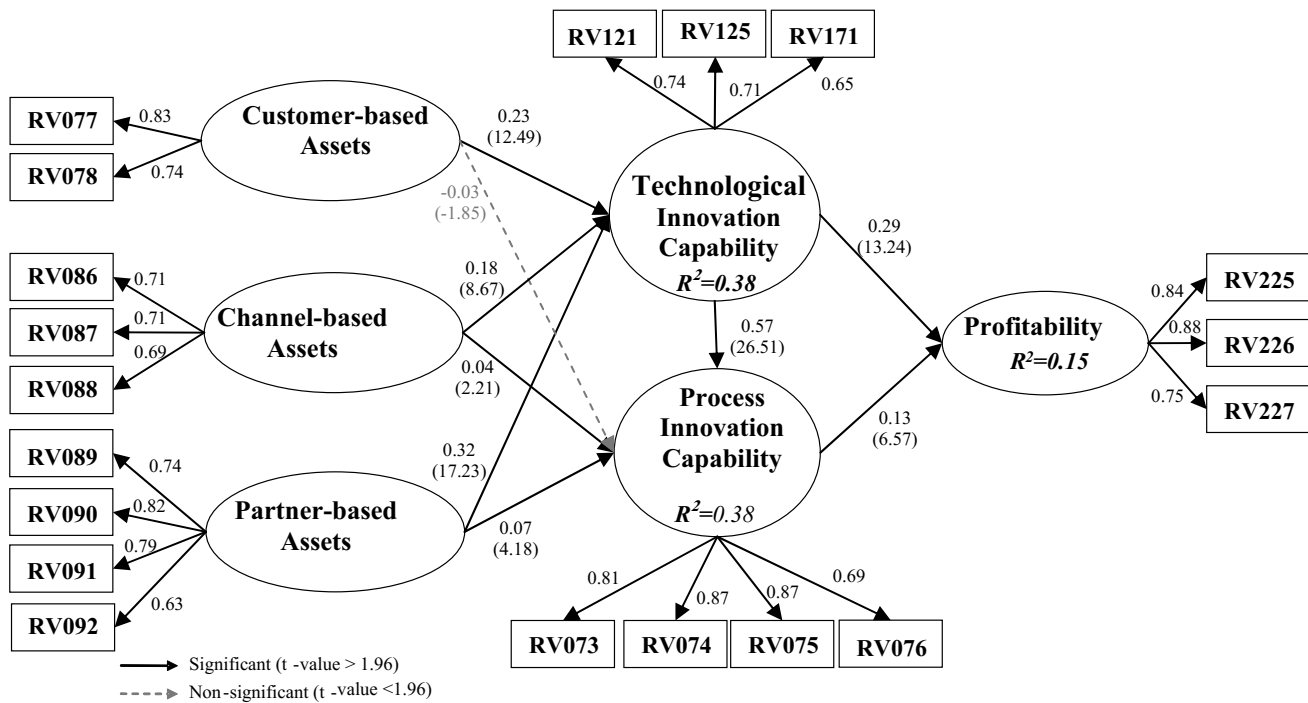 RV121
RV125
RV171
0.74
0.71
0.65
RV077
RV078
0.83
0.74
Customer-based
Assets
0.23
(12.49)
-0.03
(-1.85)
Technological
Innovation
Capability
R²=0.38
0.29
(13.24)
RV086
RV087
RV088
0.71
0.71
0.69
Channel-based
Assets
0.18
(8.67)
0.04
(2.21)
0.57
(26.51)
Profitability
R²=0.15
0.84
0.88
0.75
RV225
RV226
RV227
Process
Innovation
Capability
R²=0.38
0.13
(6.57)
RV089
RV090
RV091
RV092
0.74
0.82
0.79
0.63
Partner-based
Assets
0.32
(17.23)
0.07
(4.18)
0.81
0.87
0.87
0.69
RV073
RV074
RV075
RV076
Significant (t -value > 1.96)
Non-significant (t -value <1.96)